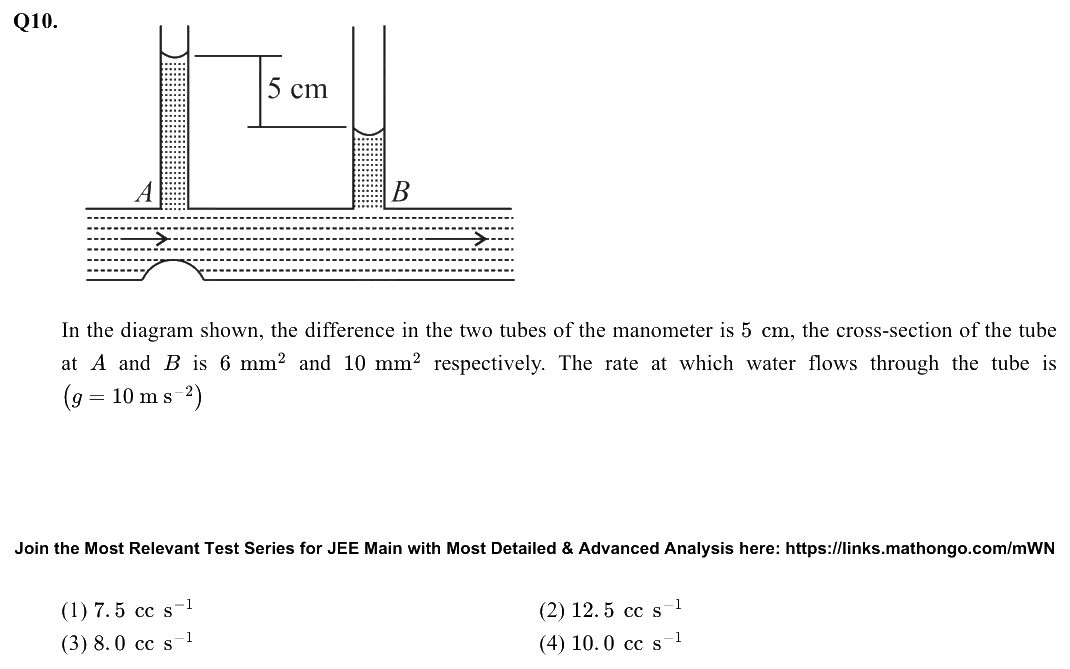 Q10.
5 cm
A
B
In the diagram shown, the difference in the two tubes of the manometer is 5 cm, the cross-section of the tube
at A and B is 6 mm² and 10 mm² respectively. The rate at which water flows through the tube is
(g = 10 m s⁻²)
Join the Most Relevant Test Series for JEE Main with Most Detailed & Advanced Analysis here: https://links.mathongo.com/mWN
(1) 7.5 cc s⁻¹
(2) 12.5 cc s⁻¹
(3) 8.0 cc s⁻¹
(4) 10.0 cc s⁻¹